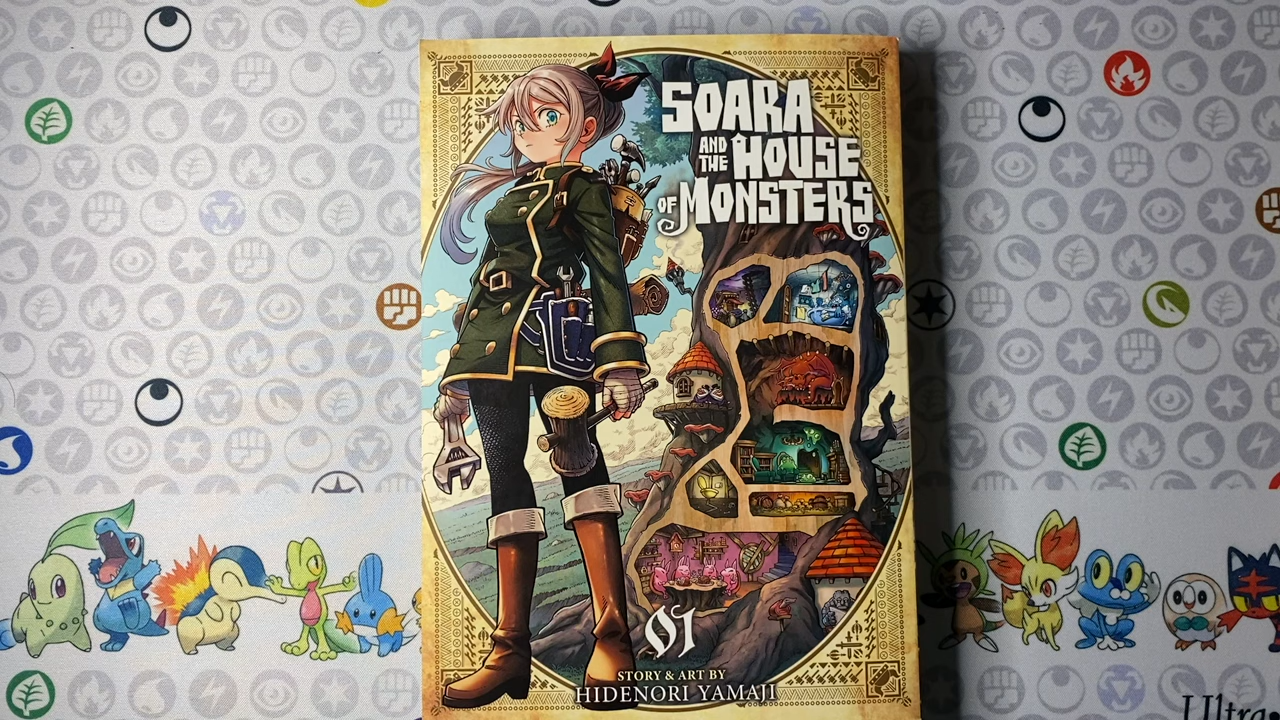 SOARA
AND THE HOUSE
OF MONSTERS
01
STORY & ART BY
HIDENORI YAMAJI
Ultra